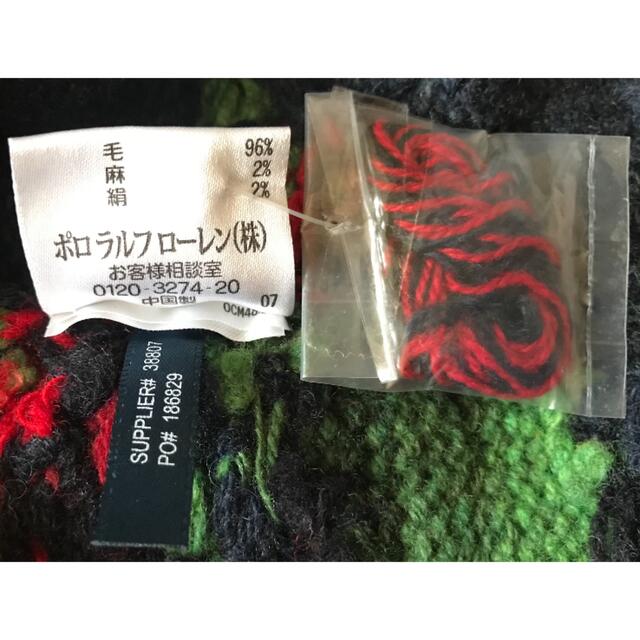 毛 96%
麻 2%
絹 2%
ポロ ラルフ ローレン(株)
お客様相談室
0120-3274-20
中国製
07
SUPPLIER# 38807
PO# 186829